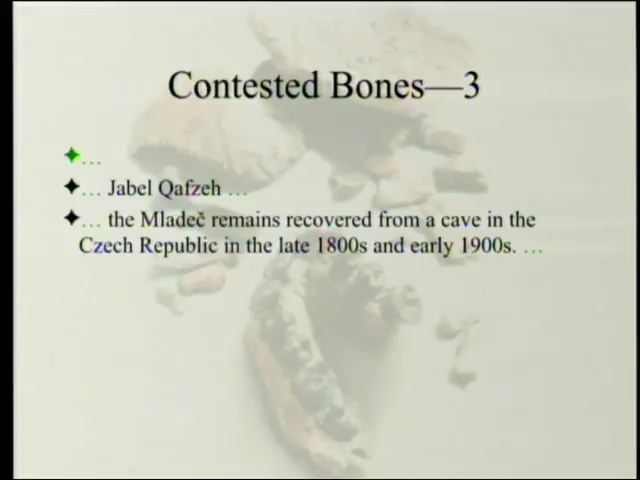 Contested Bones—3
✦…
✦… Jabel Qafzeh …
✦… the Mladeč remains recovered from a cave in the
Czech Republic in the late 1800s and early 1900s. …